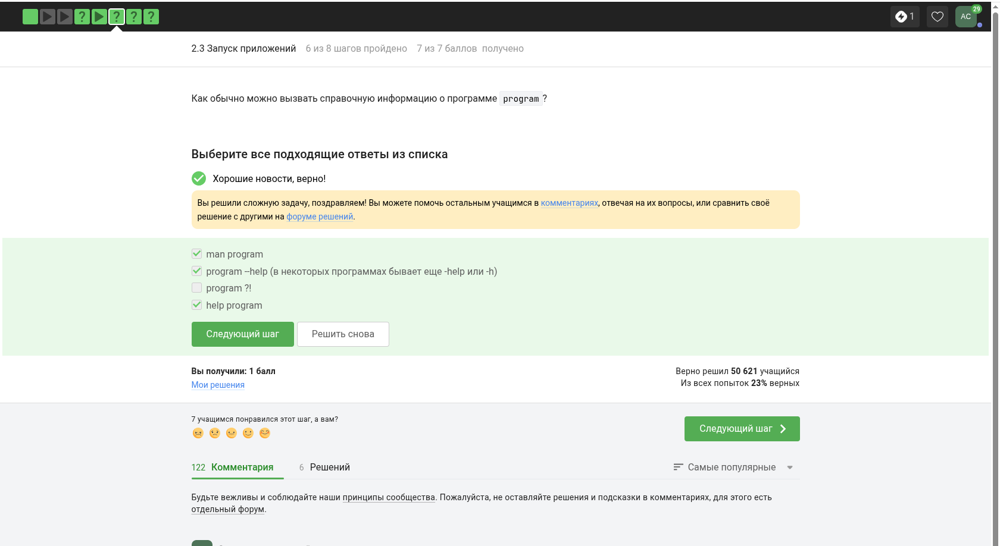 ? ? ? ?
1
AC
29
2.3 Запуск приложений 6 из 8 шагов пройдено 7 из 7 баллов получено
Как обычно можно вызвать справочную информацию о программе program?
Выберите все подходящие ответы из списка
Хорошие новости, верно!
Вы решили сложную задачу, поздравляем! Вы можете помочь остальным учащимся в комментариях, отвечая на их вопросы, или сравнить своё
решение с другими на форуме решений.
man program
program --help (в некоторых программах бывает еще -help или -h)
program ?!
help program
Следующий шаг Решить снова
Вы получили: 1 балл
Мои решения
Верно решил 50 621 учащийся
Из всех попыток 23% верных
7 учащимся понравился этот шаг, а вам?
Следующий шаг
122 Комментария 6 Решений Самые популярные
Будьте вежливы и соблюдайте наши принципы сообщества. Пожалуйста, не оставляйте решения и подсказки в комментариях, для этого есть
отдельный форум.